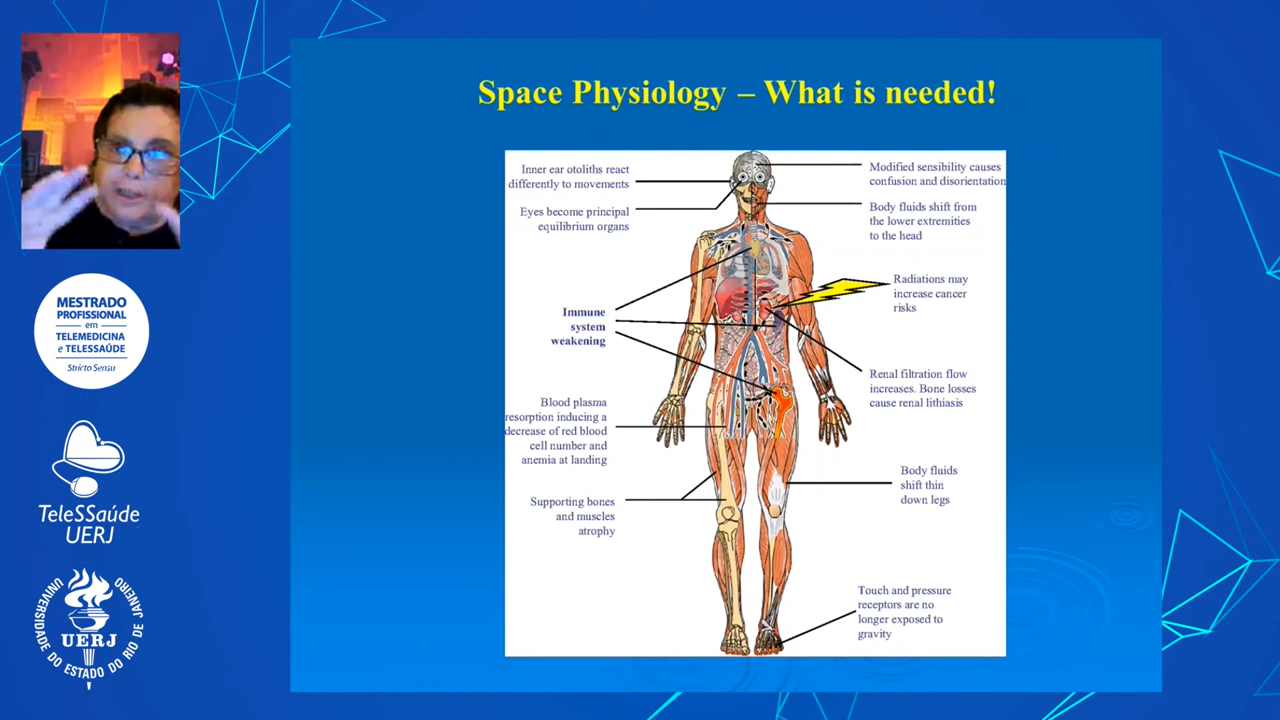 Space Physiology – What is needed!
Inner ear otoliths react
differently to movements
Eyes become principal
equilibrium organs
Immune
system
weakening
Blood plasma
resorption inducing a
decrease of red blood
cell number and
anemia at landing
Supporting bones
and muscles
atrophy
Modified sensibility causes
confusion and disorientation
Body fluids shift from
the lower extremities
to the head
Radiations may
increase cancer
risks
Renal filtration flow
increases. Bone losses
cause renal lithiasis
Body fluids
shift thin
down legs
Touch and pressure
receptors are no
longer exposed to
gravity
MESTRADO
PROFISSIONAL
em
TELEMEDICINA
e TELESSAÚDE
Stricto Sensu
TeleSSaúde
UERJ
UERJ
UNIVERSIDADE DO ESTADO DO RIO DE JANEIRO